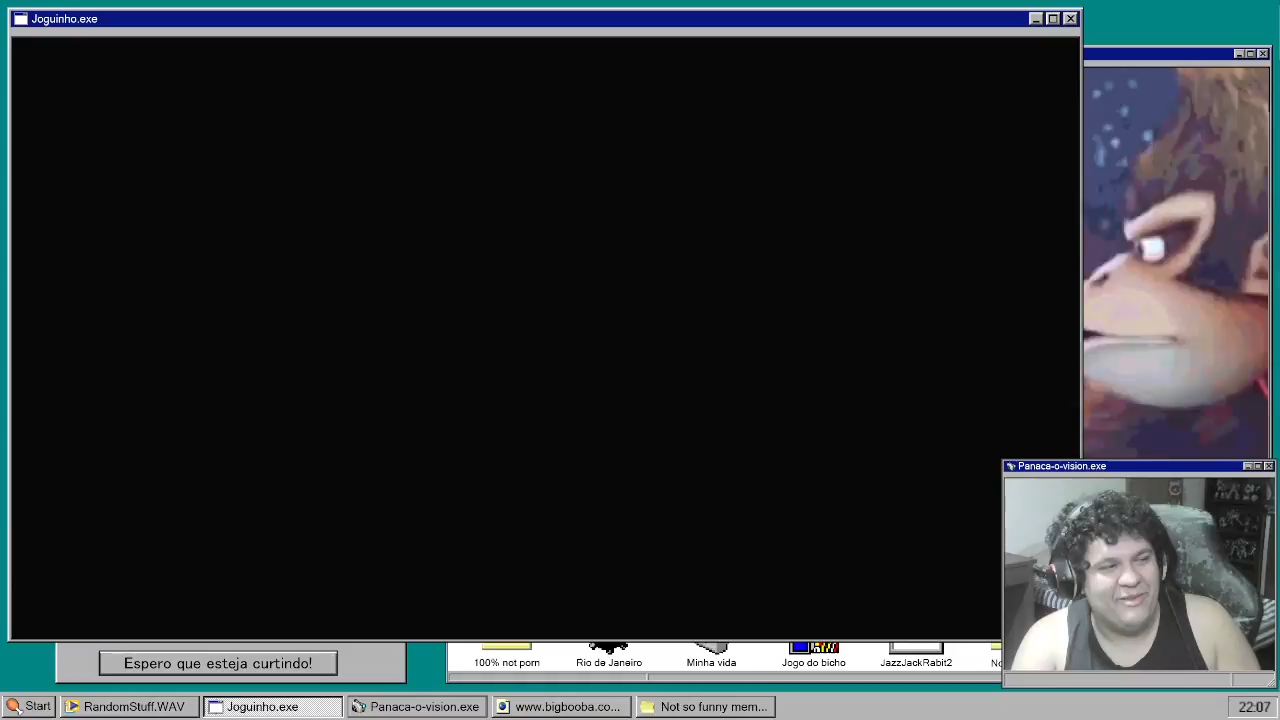 Joguinho.exe
Panaca-o-vision.exe
Espero que esteja curtindo!
100% not porn
Rio de Janeiro
Minha vida
Jogo do bicho
JazzJackRabbit2
Start
RandomStuff.WAV
Joguinho.exe
Panaca-o-vision.exe
www.bigbooba.co...
Not so funny mem...
22:07